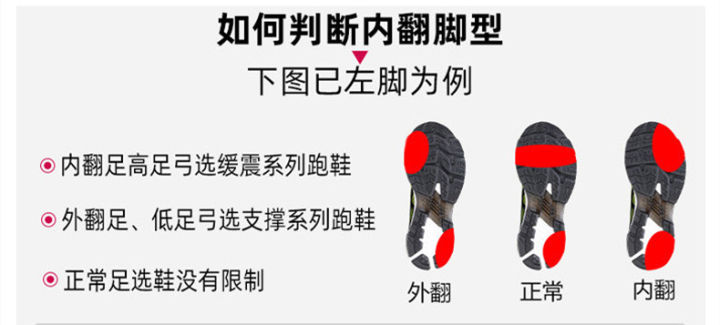 如何判断内翻脚型
下图已左脚为例
内翻足高足弓选缓震系列跑鞋
外翻足、低足弓选支撑系列跑鞋
正常足选鞋没有限制
外翻 正常 内翻